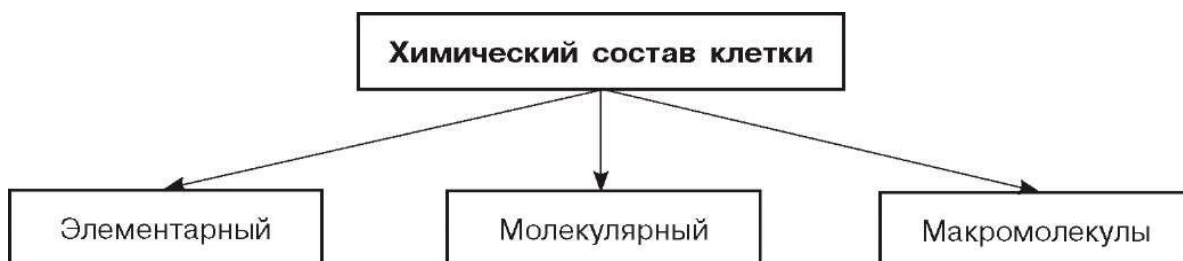 Химический состав клетки
Элементарный
Молекулярный
Макромолекулы